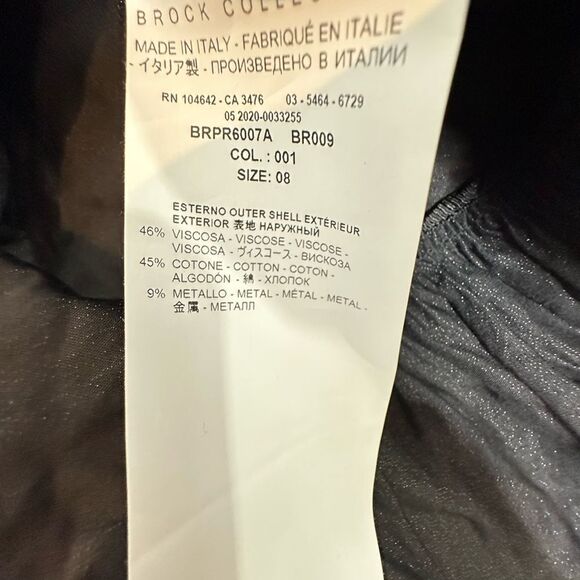 BROCK COLLE
MADE IN ITALY - FABRIQUÉ EN ITALIE
- イタリア製 - ПРОИЗВЕДЕНО В ИТАЛИИ
RN 104642 - CA 3476 03 - 5464 - 6729
05 2020-0033255
BRPR6007A BR009
COL. : 001
SIZE: 08
ESTERNO OUTER SHELL EXTÉRIEUR
EXTERIOR 表地 НАРУЖНЫЙ
46% VISCOSA - VISCOSE - VISCOSE -
VISCOSA - ヴィスコース - ВИСКОЗА
45% COTONE - COTTON - COTON -
ALGODÓN - 綿 - ХЛОПОК
9% METALLO - METAL - MÉTAL - METAL -
金属 - МЕТАЛЛ